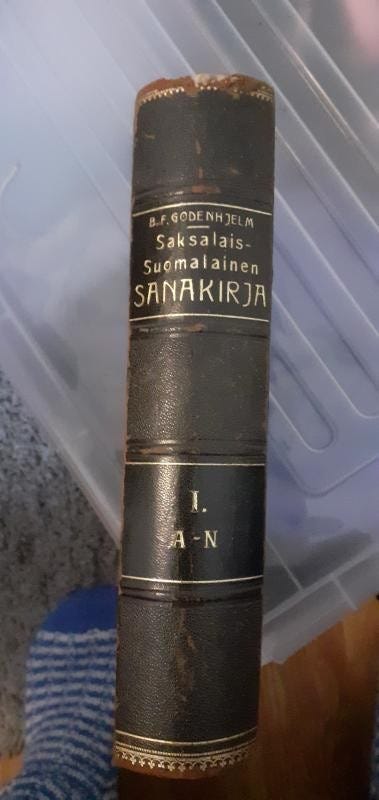 B.F. GODENHJELM
Saksalais-
Suomalainen
SANAKIRJA
I.
A-N